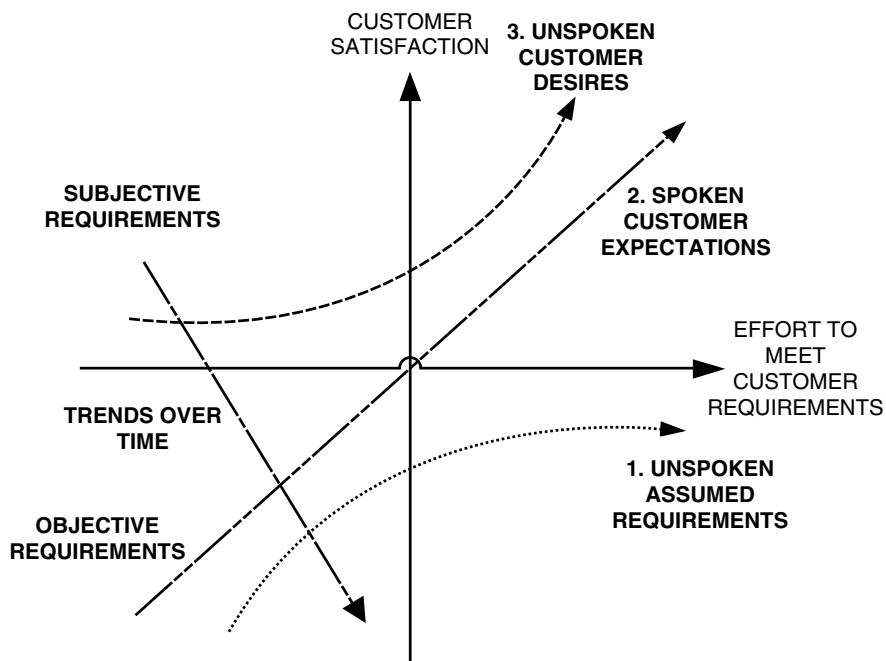 CUSTOMER
SATISFACTION
3. UNSPOKEN
CUSTOMER
DESIRES
SUBJECTIVE
REQUIREMENTS
2. SPOKEN
CUSTOMER
EXPECTATIONS
EFFORT TO
MEET
CUSTOMER
REQUIREMENTS
TRENDS OVER
TIME
1. UNSPOKEN
ASSUMED
REQUIREMENTS
OBJECTIVE
REQUIREMENTS